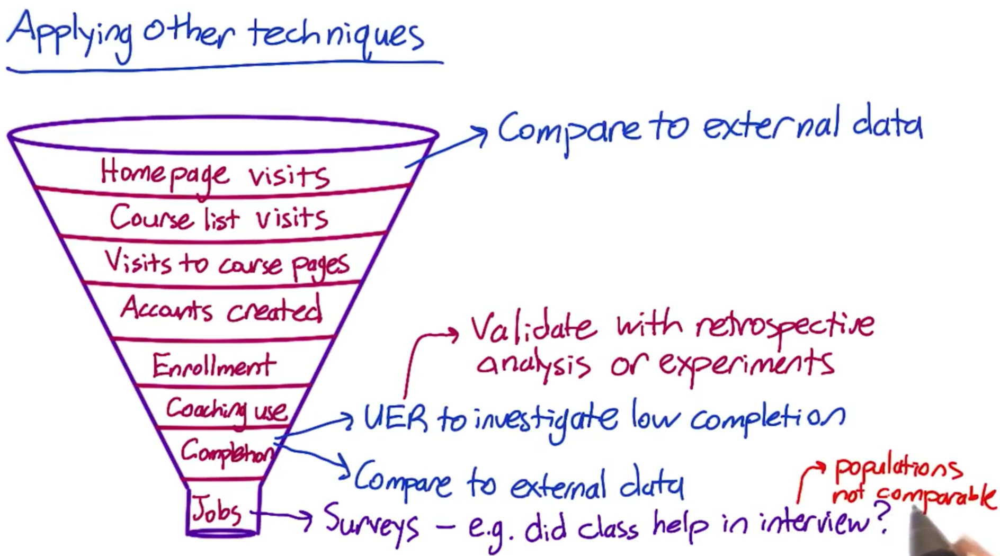 Applying other techniques
Compare to external data
Homepage visits
Course list visits
Visits to course pages
Accounts created
Enrollment
Coaching use
Completion
Jobs
Validate with retrospective
analysis or experiments
UER to investigate low completion
Compare to external data
populations
not comparable
Surveys – e.g. did class help in interview?